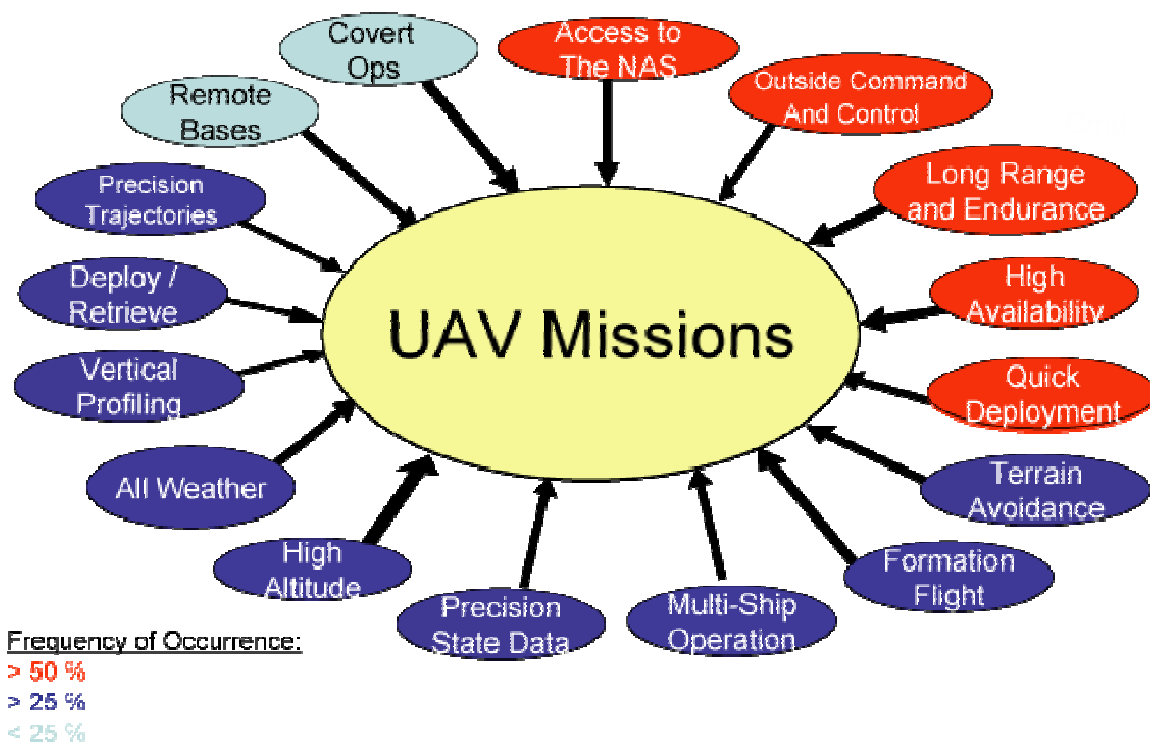 Covert
Ops
Access to
The NAS
Outside Command
And Control
Remote
Bases
Long Range
and Endurance
Precision
Trajectories
High
Availability
Deploy /
Retrieve
UAV Missions
Vertical
Profiling
Quick
Deployment
All Weather
Terrain
Avoidance
High
Altitude
Formation
Flight
Precision
State Data
Multi-Ship
Operation
Frequency of Occurrence:
> 50 %
> 25 %
< 25 %